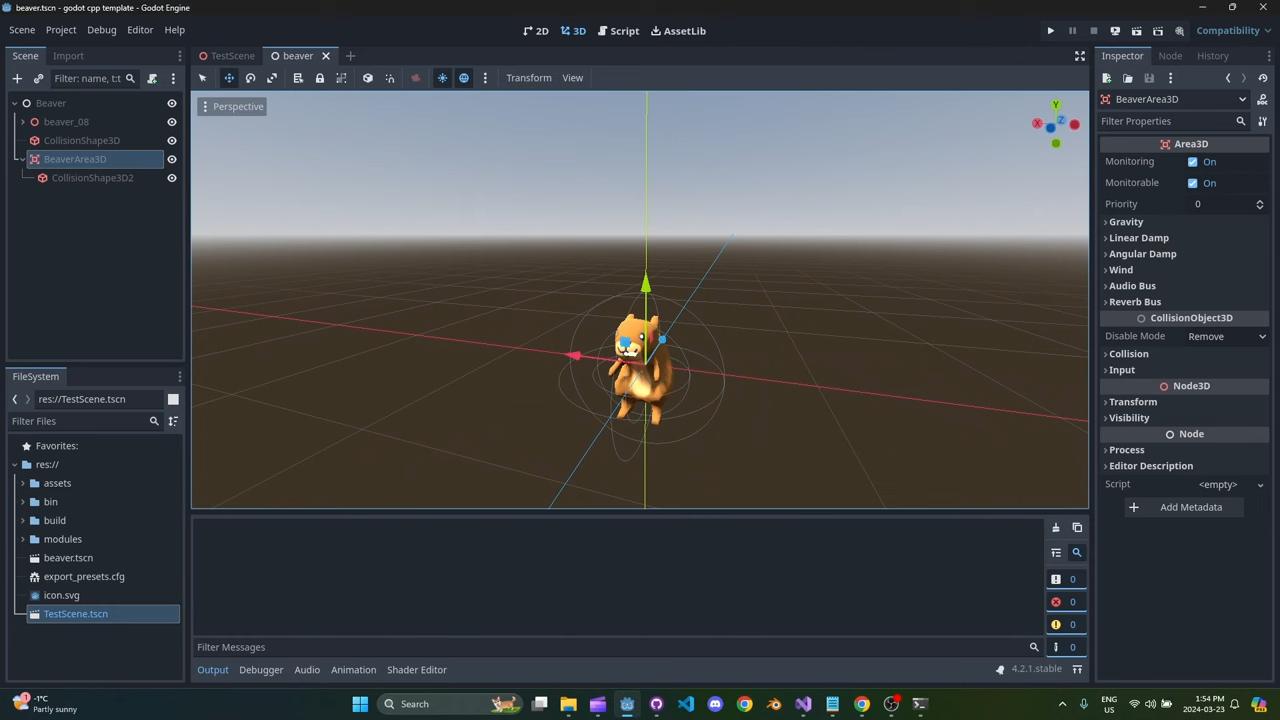 beaver.tscn - godot cpp template - Godot Engine
Scene Project Debug Editor Help
2D 3D Script AssetLib
Compatibility
Scene Import
TestScene beaver
Inspector Node History
Filter: name, t:t
Transform View
Perspective
Y
X
Z
Beaver
beaver_08
CollisionShape3D
BeaverArea3D
CollisionShape3D2
BeaverArea3D
Filter Properties
Area3D
Monitoring On
Monitorable On
Priority 0
Gravity
Linear Damp
Angular Damp
Wind
Audio Bus
Reverb Bus
CollisionObject3D
Disable Mode Remove
Collision
Input
Node3D
Transform
Visibility
Node
Process
Editor Description
Script <empty>
Add Metadata
FileSystem
res://TestScene.tscn
Filter Files
Favorites:
res://
assets
bin
build
modules
beaver.tscn
export_presets.cfg
icon.svg
TestScene.tscn
0
0
0
0
Filter Messages
Output Debugger Audio Animation Shader Editor
4.2.1.stable
-1°C
Partly sunny
Search
ENG
US
1:54 PM
2024-03-23